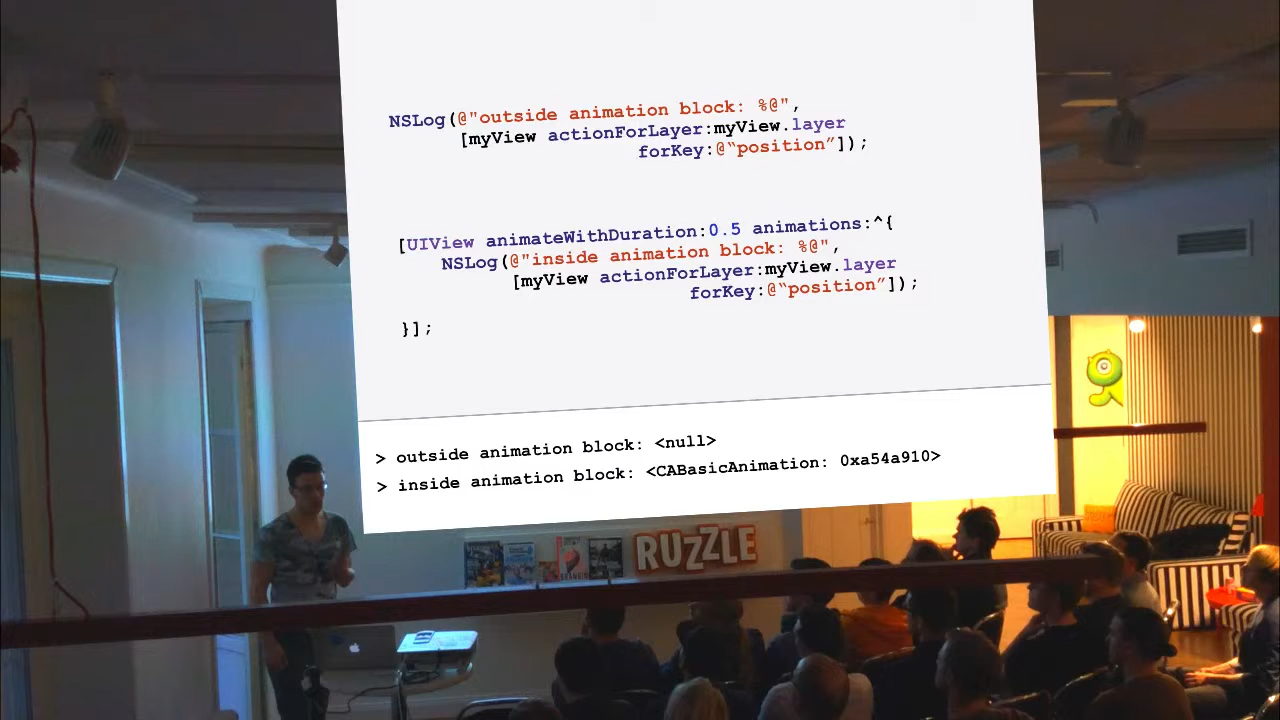 NSLog(@"outside animation block: %@",
[myView actionForLayer:myView.layer
forKey:@“position”]);
[UIView animateWithDuration:0.5 animations:^{
NSLog(@"inside animation block: %@",
[myView actionForLayer:myView.layer
forKey:@“position”]);
}];
> outside animation block: <null>
> inside animation block: <CABasicAnimation: 0xa54a910>
RUZZLE